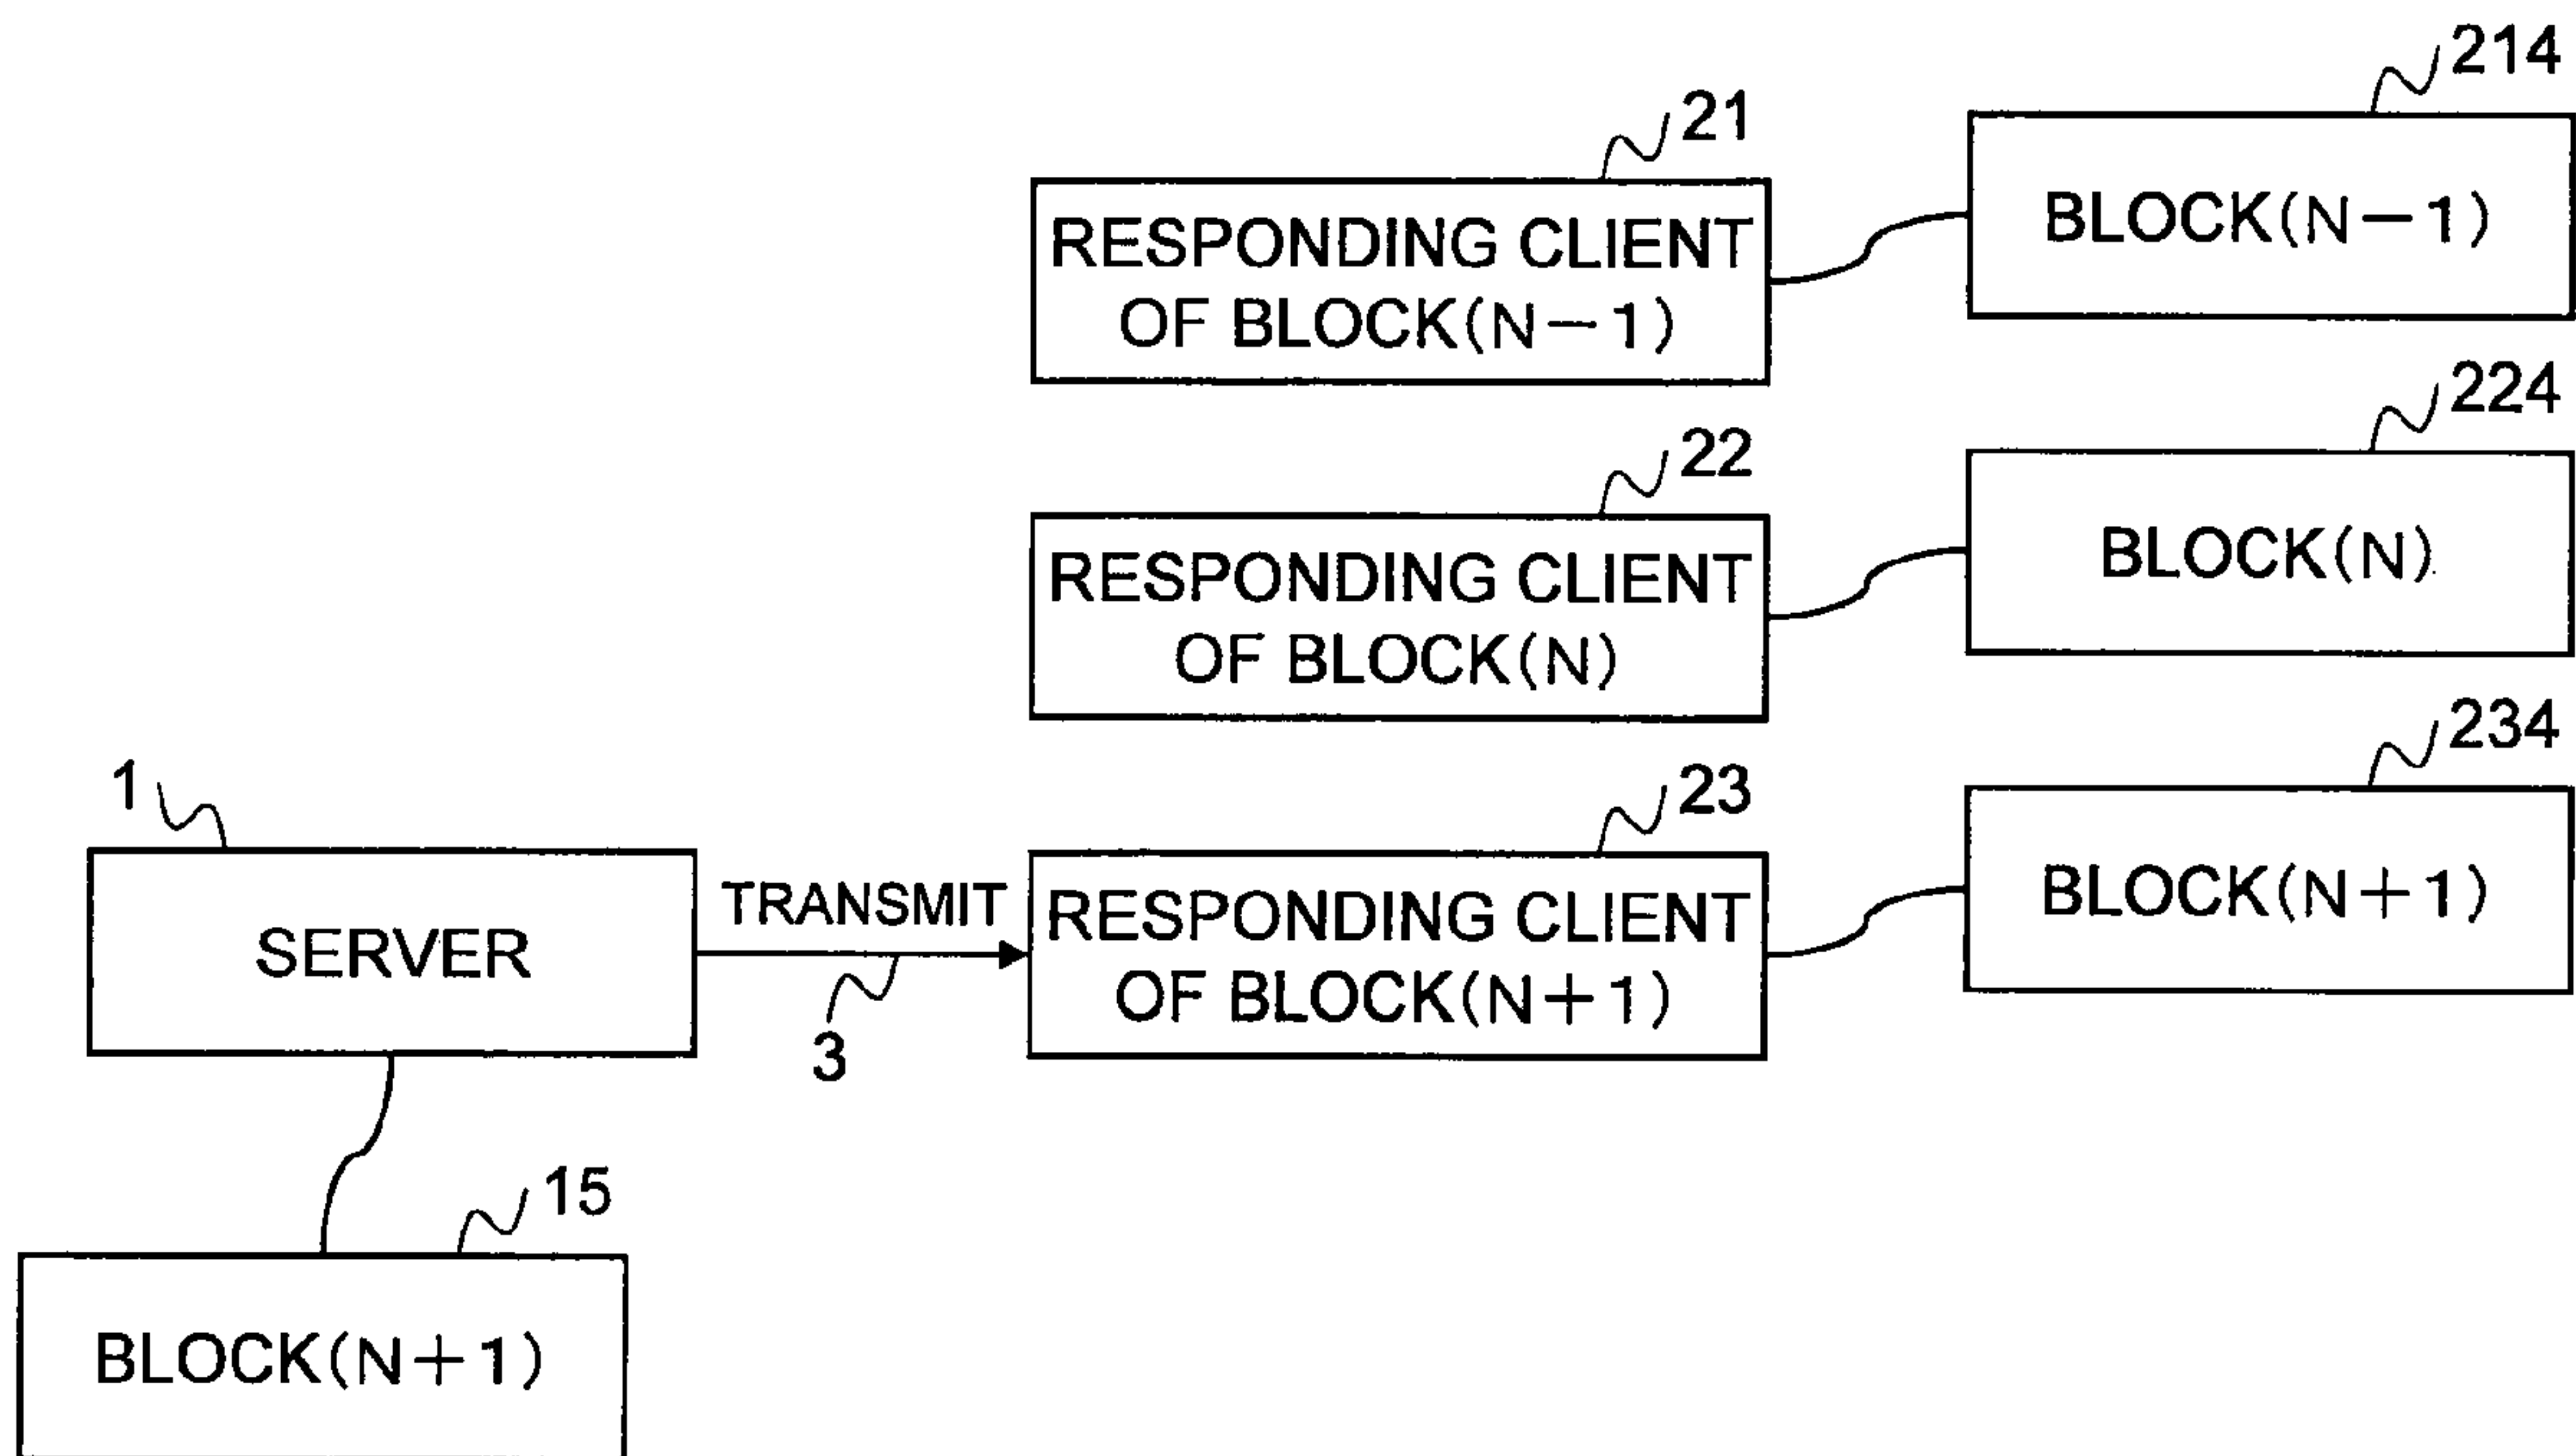 214
21
BLOCK(N−1)
RESPONDING CLIENT
OF BLOCK(N−1)
224
22
BLOCK(N)
RESPONDING CLIENT
OF BLOCK(N)
234
1
23
BLOCK(N+1)
SERVER
TRANSMIT
3
RESPONDING CLIENT
OF BLOCK(N+1)
15
BLOCK(N+1)